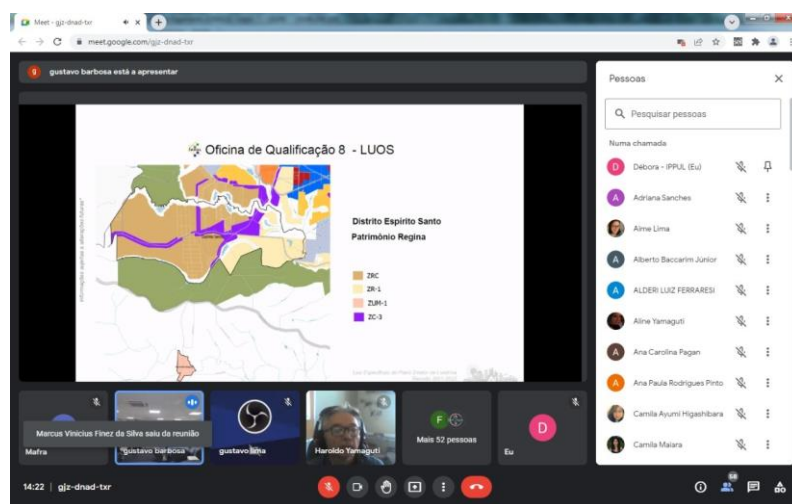 Meet - gjz-dnad-txr
meet.google.com/gjz-dnad-txr
g gustavo barbosa está a apresentar
Oficina de Qualificação 8 - LUOS
Distrito Espírito Santo
Patrimônio Regina
ZRC
ZR-1
ZUM-1
ZC-3
Marcus Vinicius Finez da Silva saiu da reunião
Mafra
gustavo barbosa
gustavo lima
Haroldo Yamaguti
F
Mais 52 pessoas
D
Eu
14:22 | gjz-dnad-txr
Pessoas
Pesquisar pessoas
Numa chamada
D Débora - IPPUL (Eu)
A Adriana Sanches
Aime Lima
A Alberto Baccarim Júnior
A ALDERI LUIZ FERRARESI
Aline Yamaguti
A Ana Carolina Pagan
A Ana Paula Rodrigues Pinto
Camila Ayumi Higashibara
Camila Maiara
58